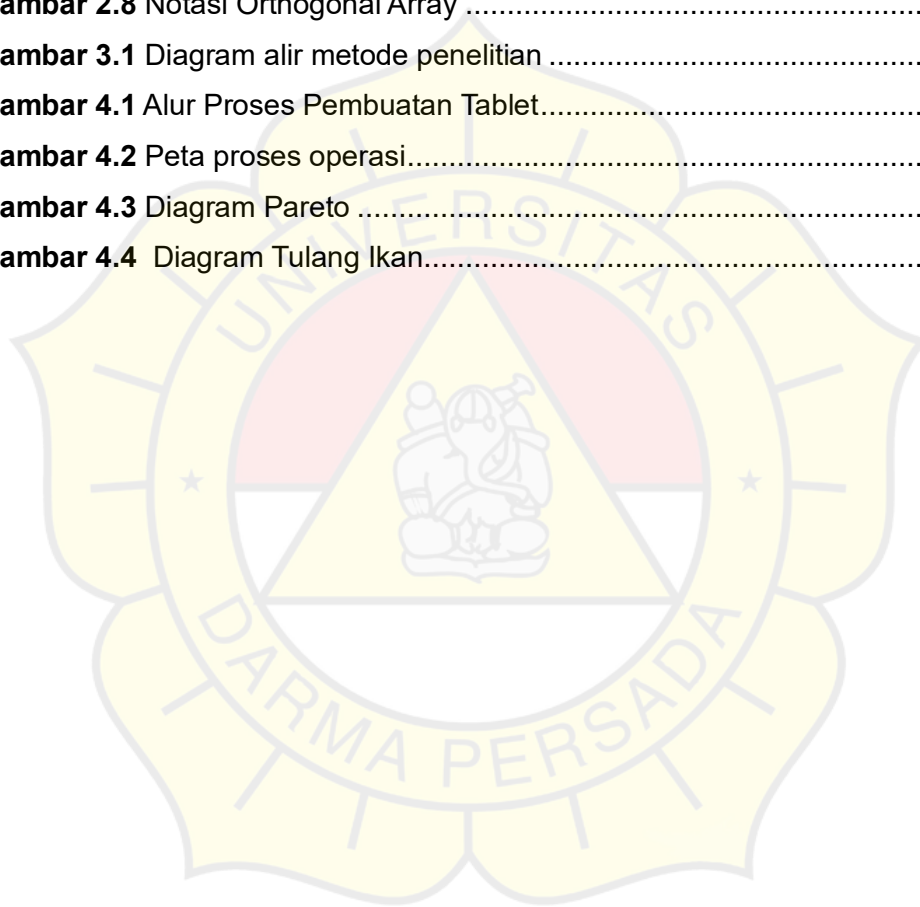 ambar 2.8 Notasi Orthogonal Array ........................................................
ambar 3.1 Diagram alir metode penelitian ..............................................
ambar 4.1 Alur Proses Pembuatan Tablet...............................................
ambar 4.2 Peta proses operasi................................................................
ambar 4.3 Diagram Pareto ......................................................................
ambar 4.4 Diagram Tulang Ikan..............................................................
UNIVERSITAS
DARMA PERSADA